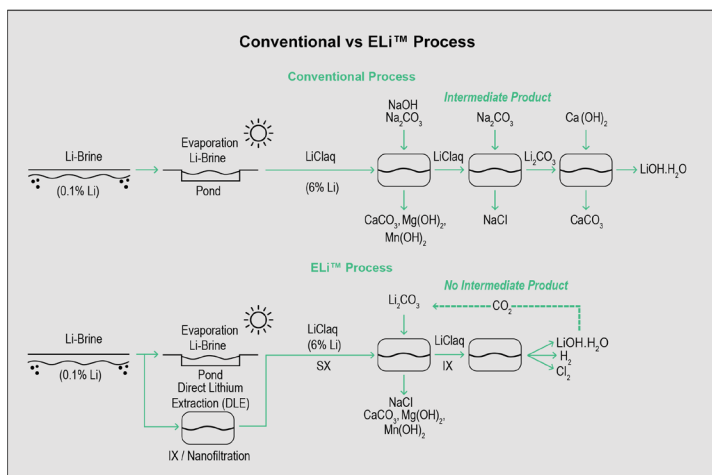 Conventional vs ELi™ Process
Conventional Process
NaOH
Na₂CO₃
Intermediate Product
Na₂CO₃
Ca(OH)₂
Li-Brine
(0.1% Li)
Evaporation
Li-Brine
Pond
LiClaq
(6% Li)
LiClaq
Li₂CO₃
LiOH.H₂O
CaCO₃, Mg(OH)₂,
Mn(OH)₂
NaCl
CaCO₃
ELi™ Process
No Intermediate Product
Li₂CO₃
CO₂
Li-Brine
(0.1% Li)
Evaporation
Li-Brine
Pond
Direct Lithium
Extraction (DLE)
IX / Nanofiltration
LiClaq
(6% Li)
SX
LiClaq
IX
LiOH.H₂O
H₂
Cl₂
NaCl
CaCO₃, Mg(OH)₂,
Mn(OH)₂